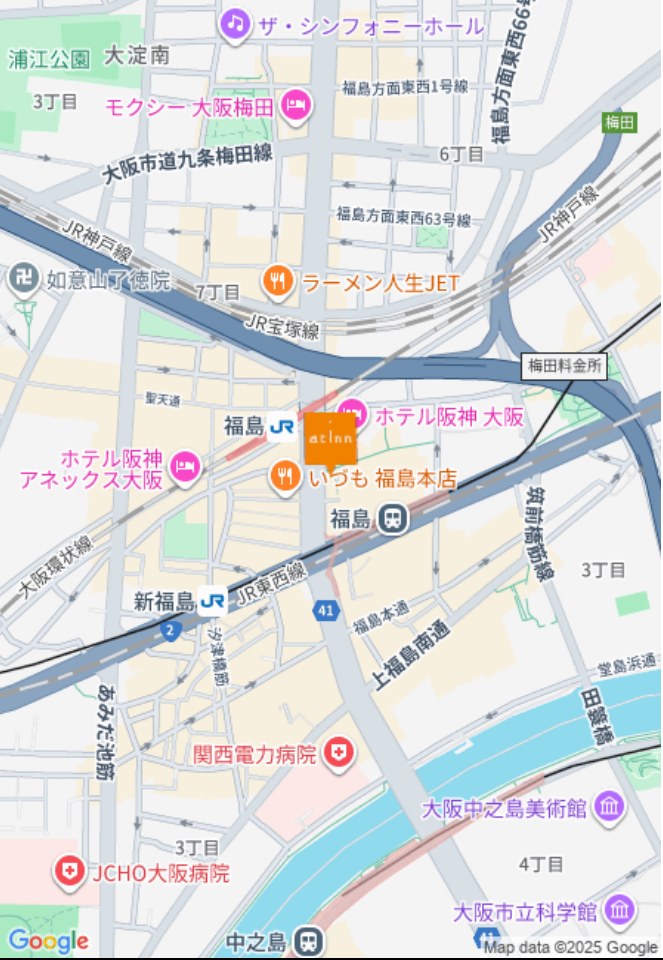 ザ・シンフォニーホール
浦江公園
大淀南
福島方面東西66号線
福島方面東西1号線
3丁目
モクシー 大阪梅田
梅田
大阪市道九条梅田線
6丁目
福島方面東西63号線
JR神戸線
JR神戸線
如意山了徳院
7丁目
ラーメン人生JET
JR宝塚線
梅田料金所
聖天通
福島
JR
ホテル阪神 大阪
at inn
ホテル阪神
アネックス大阪
いづも 福島本店
福島
筑前橋筋線
大阪環状線
JR東西線
3丁目
新福島
JR
41
2
福島本通
汐津橋筋
上福島南通
堂島浜通
あみだ池筋
田簑橋
関西電力病院
大阪中之島美術館
3丁目
4丁目
JCHO大阪病院
大阪市立科学館
41
Google
中之島
Map data ©2025 Google